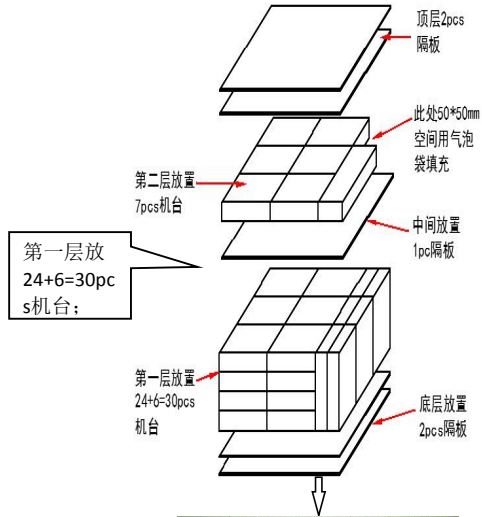 顶层2pcs
隔板
此处50*50mm
空间用气泡
袋填充
第二层放置
7pcs机台
中间放置
1pc隔板
第一层放
24+6=30pc
s机台；
第一层放置
24+6=30pcs
机台
底层放置
2pcs隔板